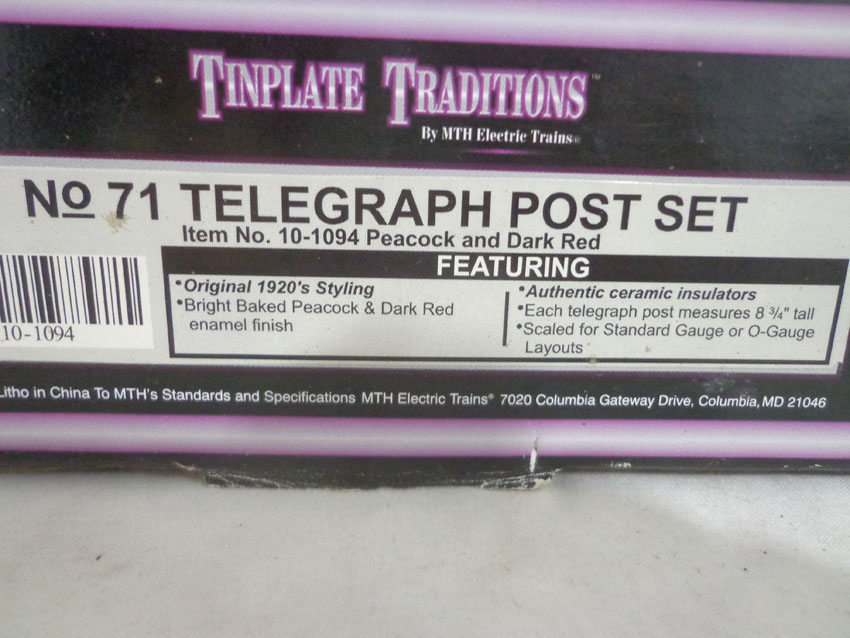 TINPLATE TRADITIONS™
By MTH Electric Trains®
Nº 71 TELEGRAPH POST SET
Item No. 10-1094 Peacock and Dark Red
FEATURING
•Original 1920's Styling
•Bright Baked Peacock & Dark Red
enamel finish
•Authentic ceramic insulators
•Each telegraph post measures 8 ¾" tall
•Scaled for Standard Gauge or O-Gauge
Layouts
10-1094
Litho in China To MTH's Standards and Specifications MTH Electric Trains® 7020 Columbia Gateway Drive, Columbia, MD 21046